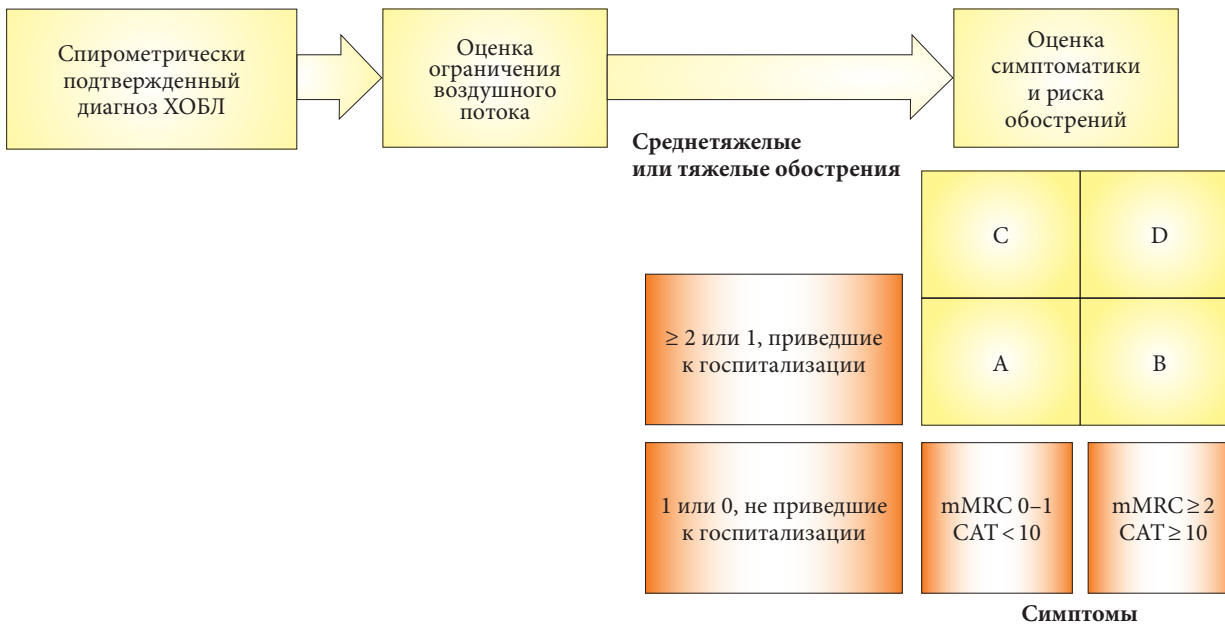 Спирометрически
подтвержденный
диагноз ХОБЛ
Оценка
ограничения
воздушного
потока
Оценка
симптоматики
и риска
обострений
Среднетяжелые
или тяжелые обострения
C
D
≥ 2 или 1, приведшие
к госпитализации
A
B
1 или 0, не приведшие
к госпитализации
mMRC 0–1
CAT < 10
mMRC ≥ 2
CAT ≥ 10
Симптомы